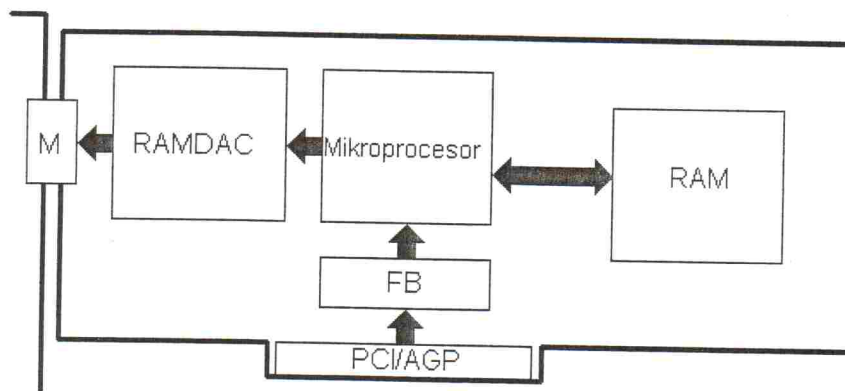 M
RAMDAC
Mikroprocesor
RAM
FB
PCI/AGP